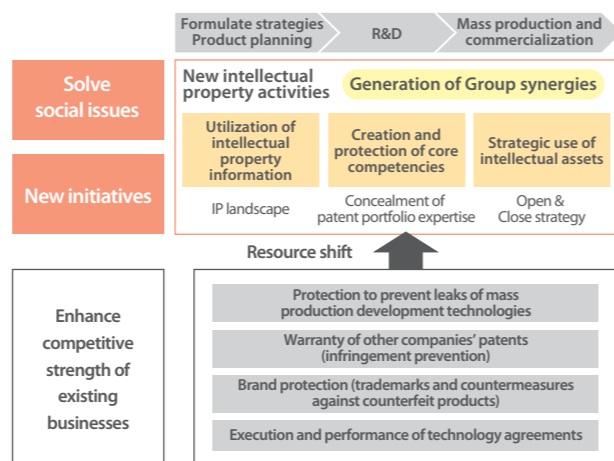 Formulate strategies
Product planning
R&D
Mass production and
commercialization
Solve
social issues
New intellectual
property activities
Generation of Group synergies
Utilization of
intellectual
property
information
Creation and
protection of core
competencies
Strategic use of
intellectual assets
New initiatives
IP landscape
Concealment of
patent portfolio expertise
Open &
Close strategy
Resource shift
Enhance
competitive
strength of
existing
businesses
Protection to prevent leaks of mass
production development technologies
Warranty of other companies' patents
(infringement prevention)
Brand protection (trademarks and countermeasures
against counterfeit products)
Execution and performance of technology agreements